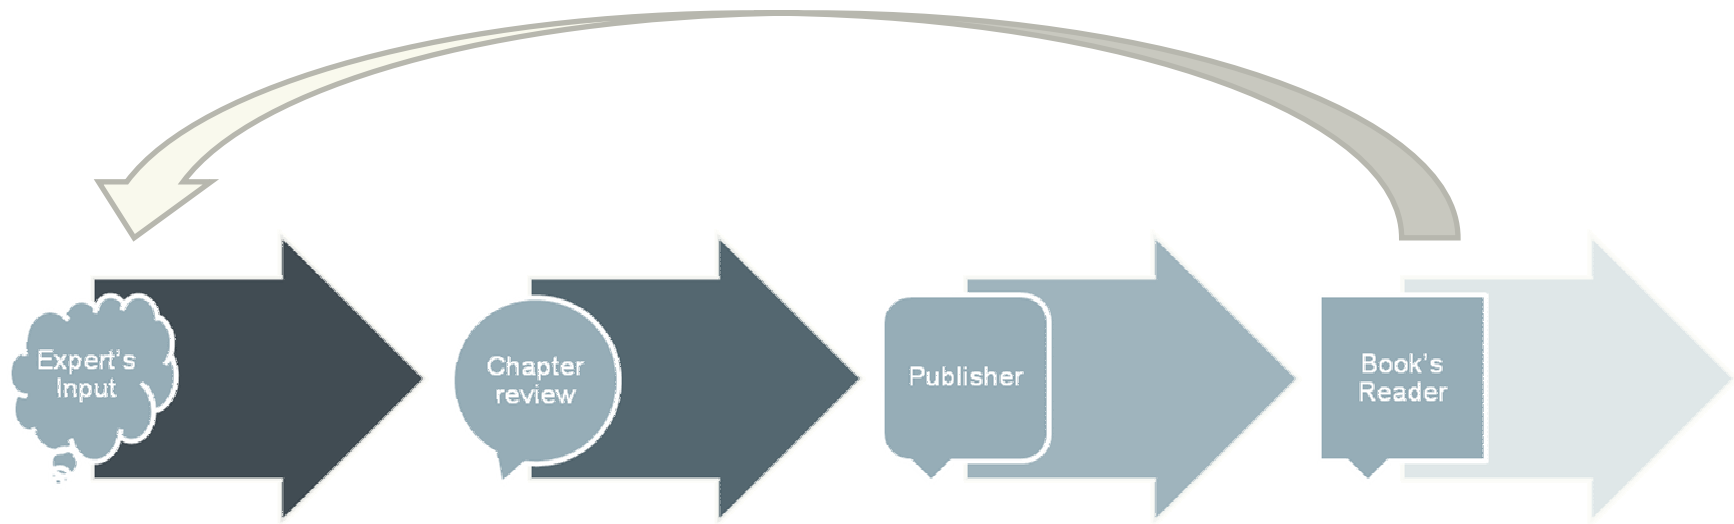 Expert's
Input
Chapter
review
Publisher
Book's
Reader